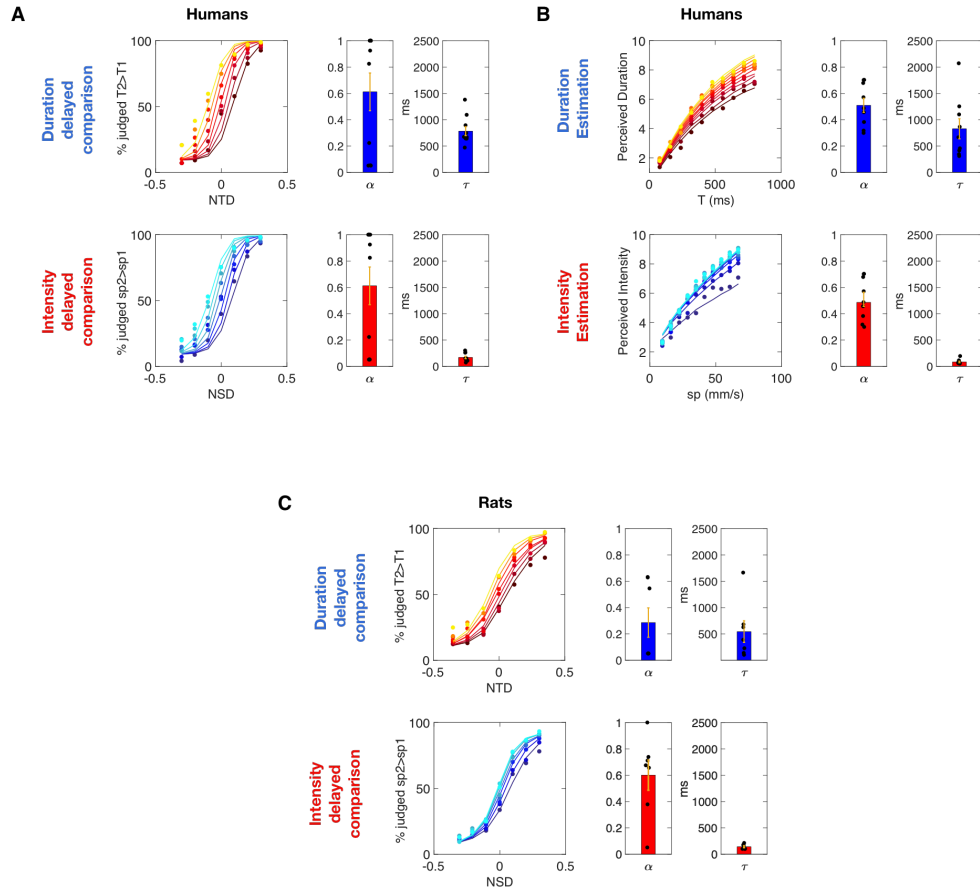 A
Humans
Duration
delayed
comparison
% judged T2>T1
100
50
0
-0.5
0
0.5
NTD
1
0.8
0.6
0.4
0.2
0
α
ms
2500
2000
1500
1000
500
0
τ
Intensity
delayed
comparison
% judged sp2>sp1
100
50
0
-0.5
0
0.5
NSD
1
0.8
0.6
0.4
0.2
0
α
ms
2500
2000
1500
1000
500
0
τ
B
Humans
Duration
Estimation
Perceived Duration
10
8
6
4
2
0
500
1000
T (ms)
1
0.8
0.6
0.4
0.2
0
α
ms
2500
2000
1500
1000
500
0
τ
Intensity
Estimation
Perceived Intensity
10
8
6
4
2
0
50
100
sp (mm/s)
1
0.8
0.6
0.4
0.2
0
α
ms
2500
2000
1500
1000
500
0
τ
C
Rats
Duration
delayed
comparison
% judged T2>T1
100
50
0
-0.5
0
0.5
NTD
1
0.8
0.6
0.4
0.2
0
α
ms
2500
2000
1500
1000
500
0
τ
Intensity
delayed
comparison
% judged sp2>sp1
100
50
0
-0.5
0
0.5
NSD
1
0.8
0.6
0.4
0.2
0
α
ms
2500
2000
1500
1000
500
0
τ